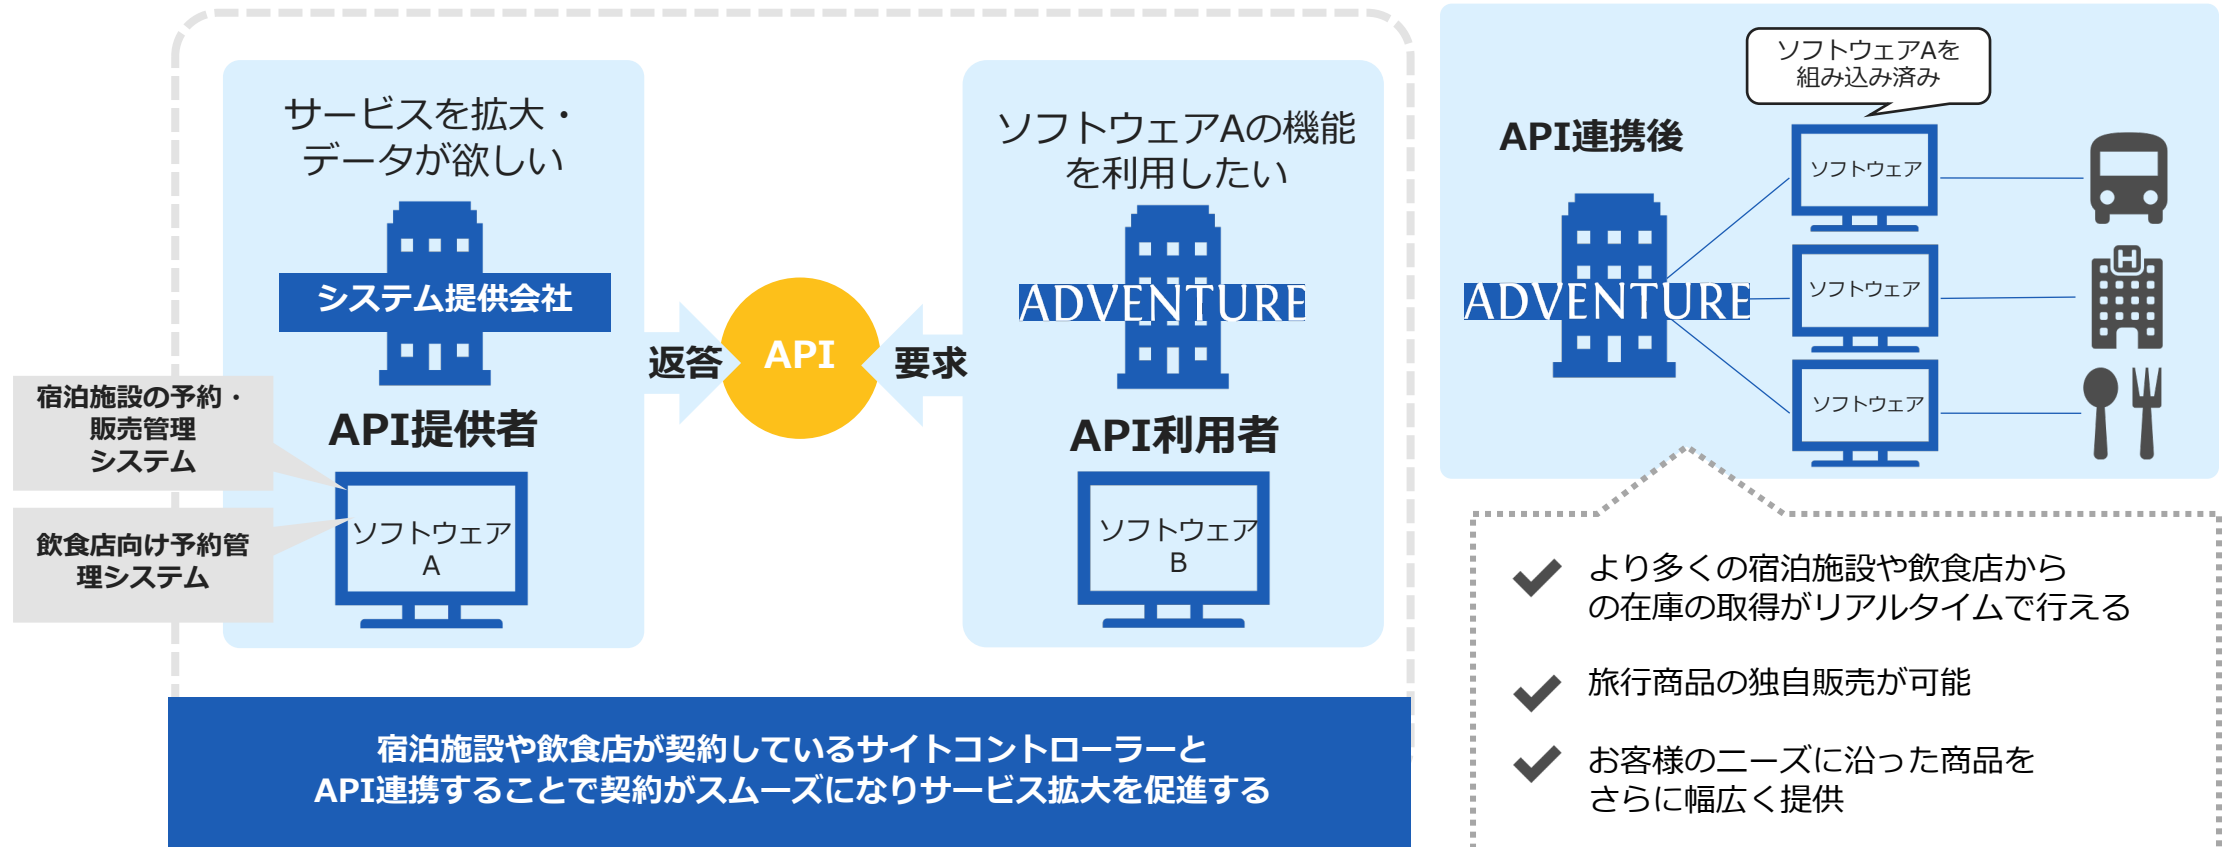 サービスを拡大・
データが欲しい
システム提供会社
API提供者
宿泊施設の予約・
販売管理
システム
飲食店向け予約管
理システム
ソフトウェア
A
返答
API
要求
ソフトウェアAの機能
を利用したい
ADVENTURE
API利用者
ソフトウェア
B
宿泊施設や飲食店が契約しているサイトコントローラーと
API連携することで契約がスムーズになりサービス拡大を促進する
ソフトウェアAを
組み込み済み
API連携後
ADVENTURE
ソフトウェア
ソフトウェア
ソフトウェア
H
より多くの宿泊施設や飲食店から
の在庫の取得がリアルタイムで行える
旅行商品の独自販売が可能
お客様のニーズに沿った商品を
さらに幅広く提供